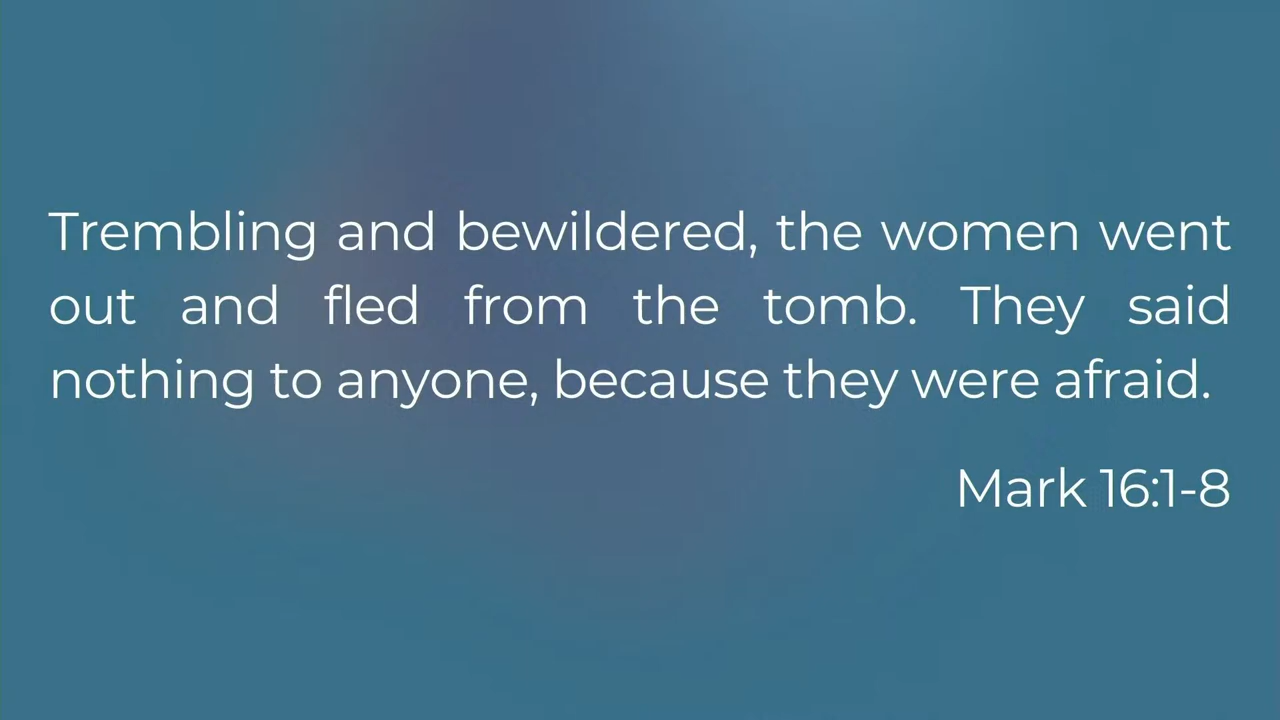 Trembling and bewildered, the women went
out and fled from the tomb. They said
nothing to anyone, because they were afraid.
Mark 16:1-8